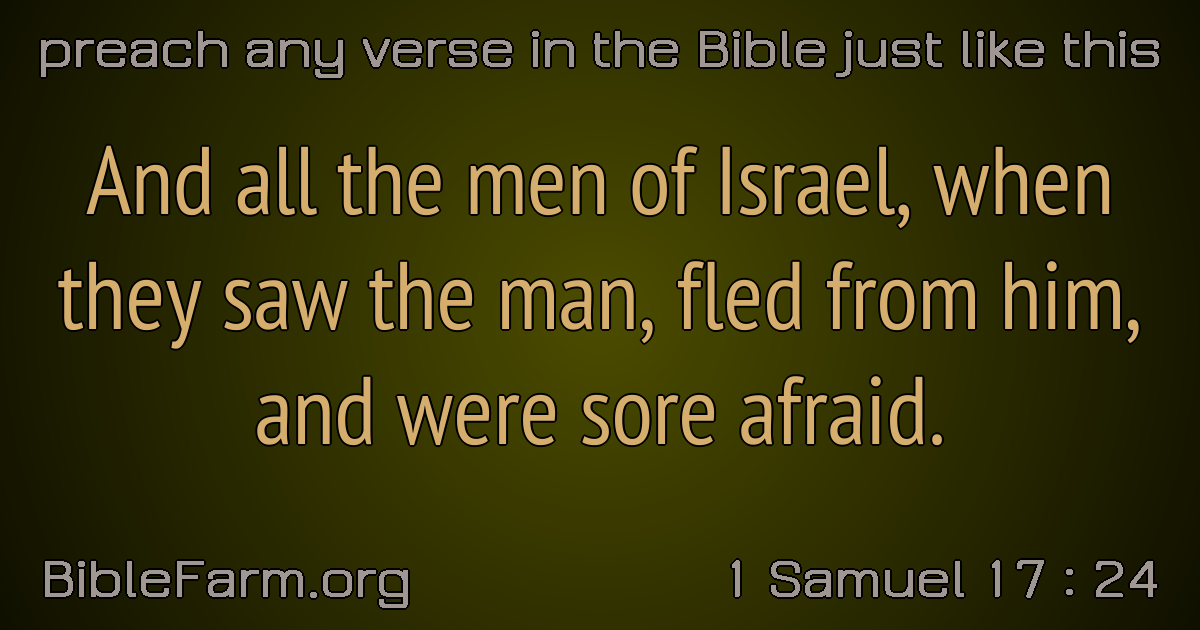 preach any verse in the Bible just like this
And all the men of Israel, when
they saw the man, fled from him,
and were sore afraid.
BibleFarm.org
1 Samuel 17 : 24